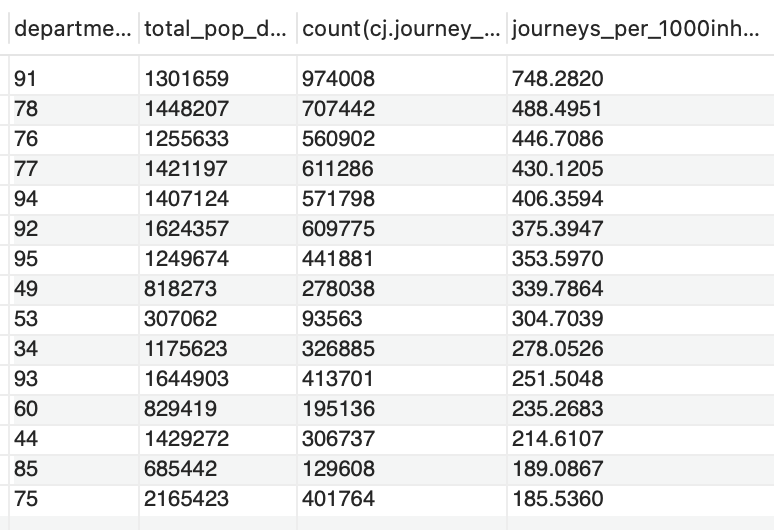 departme... total_pop_d... count(cj.journey_... journeys_per_1000inh...
91 1301659 974008 748.2820
78 1448207 707442 488.4951
76 1255633 560902 446.7086
77 1421197 611286 430.1205
94 1407124 571798 406.3594
92 1624357 609775 375.3947
95 1249674 441881 353.5970
49 818273 278038 339.7864
53 307062 93563 304.7039
34 1175623 326885 278.0526
93 1644903 413701 251.5048
60 829419 195136 235.2683
44 1429272 306737 214.6107
85 685442 129608 189.0867
75 2165423 401764 185.5360